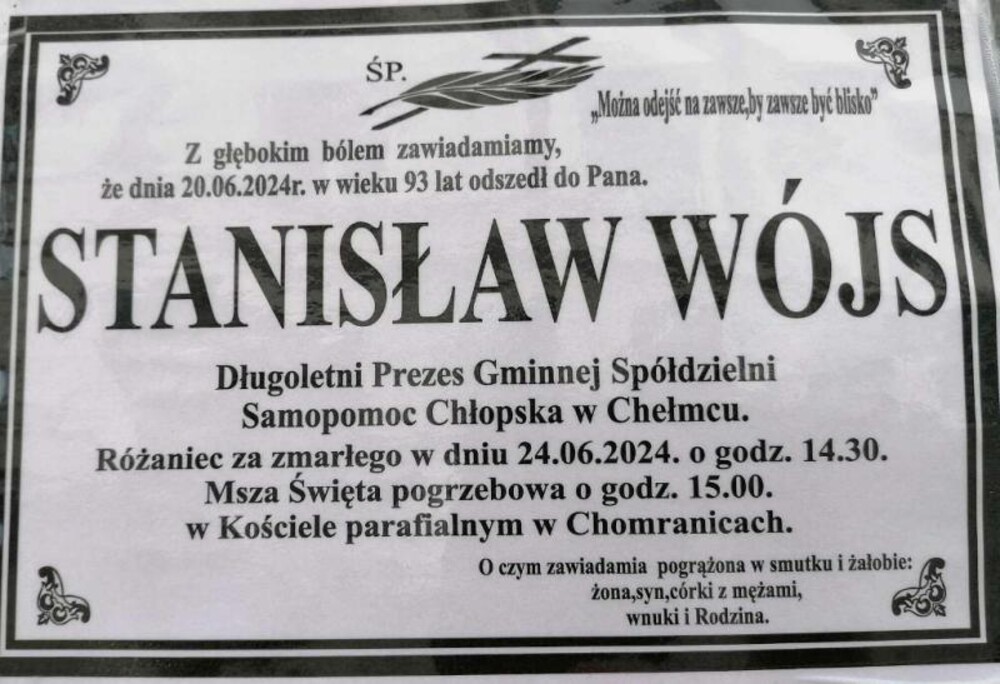 ŚP.
„Można odejść na zawsze,by zawsze być blisko”
Z głębokim bólem zawiadamiamy,
że dnia 20.06.2024r. w wieku 93 lat odszedł do Pana.
STANISŁAW WÓJS
Długoletni Prezes Gminnej Spółdzielni
Samopomoc Chłopska w Chełmcu.
Różaniec za zmarłego w dniu 24.06.2024. o godz. 14.30.
Msza Święta pogrzebowa o godz. 15.00.
w Kościele parafialnym w Chomranicach.
O czym zawiadamia pogrążona w smutku i żałobie:
żona,syn,córki z mężami,
wnuki i Rodzina.